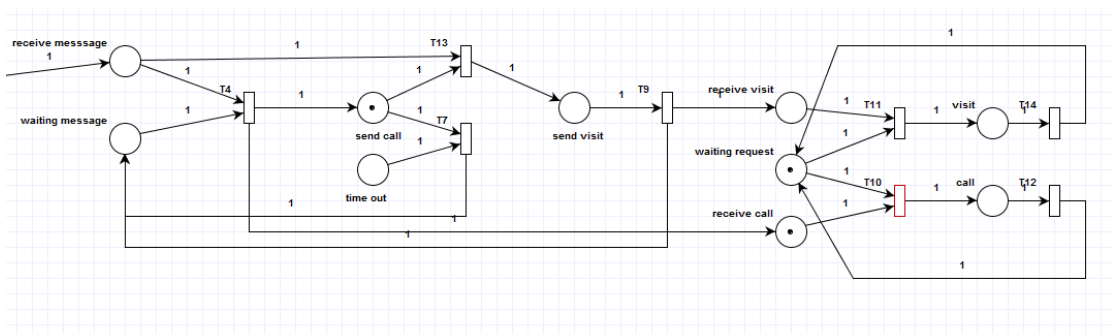 receive messsage
1
1
T13
1
1
T4
1
1
1
T9
1
receive visit
1
T11
1
visit
1
T14
waiting message
1
send call
1
T7
1
send visit
waiting request
1
1
T10
call
1
T12
time out
1
1
receive call
1
1
1
1